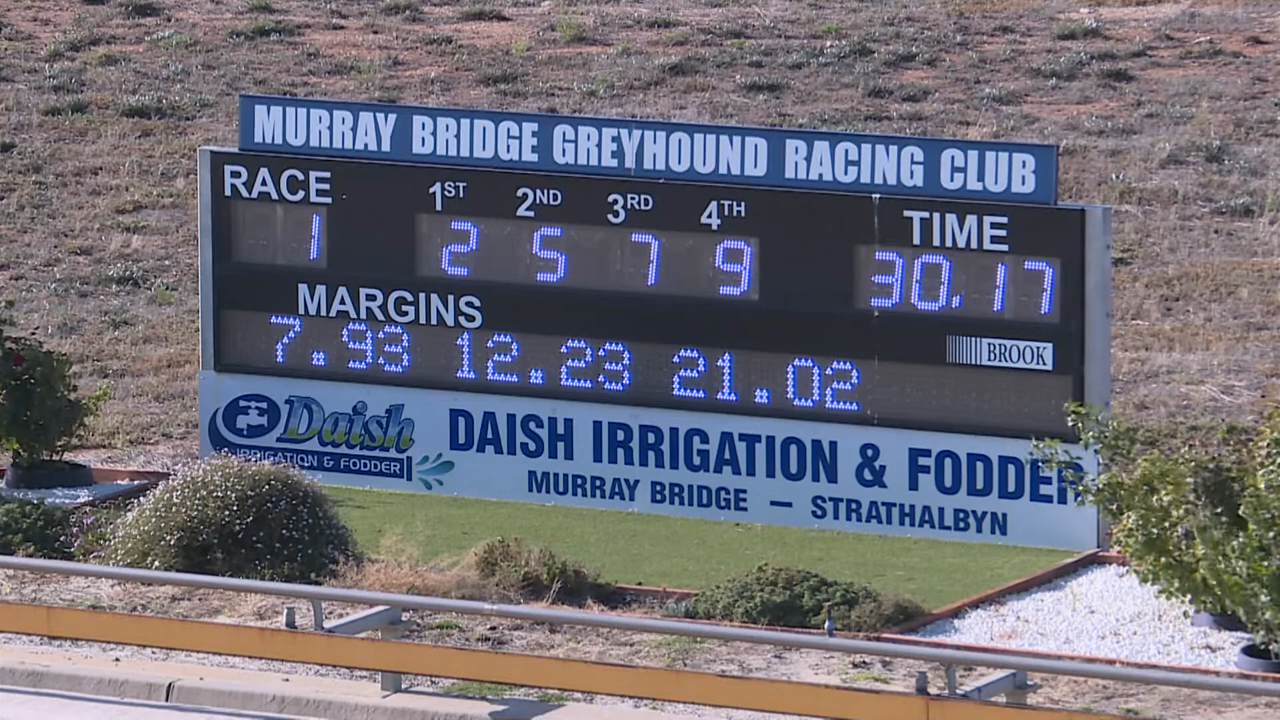 MURRAY BRIDGE GREYHOUND RACING CLUB
RACE 1ST 2ND 3RD 4TH TIME
1 2 5 7 9 30.17
MARGINS
7.93 12.23 21.02
BROOK
Daish
IRRIGATION & FODDER
DAISH IRRIGATION & FODDER
MURRAY BRIDGE — STRATHALBYN